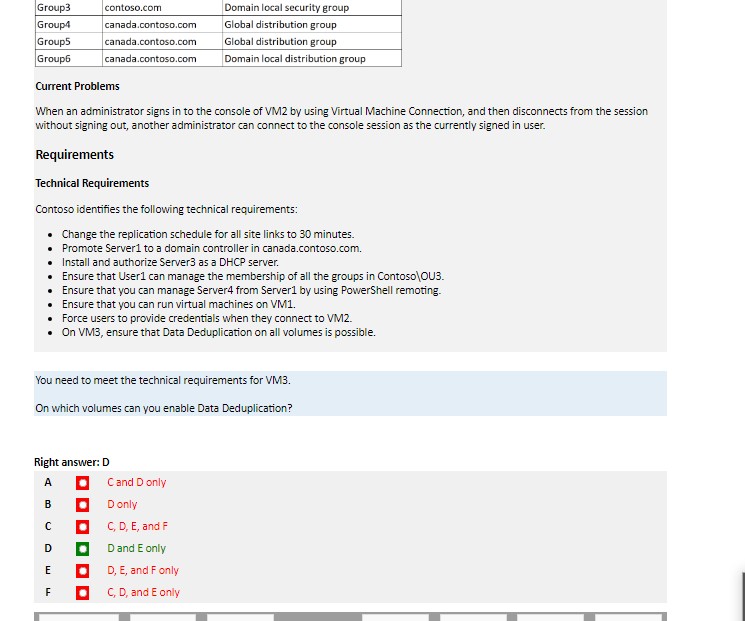 Group3 contoso.com Domain local security group
Group4 canada.contoso.com Global distribution group
Group5 canada.contoso.com Global distribution group
Group6 canada.contoso.com Domain local distribution group
Current Problems
When an administrator signs in to the console of VM2 by using Virtual Machine Connection, and then disconnects from the session
without signing out, another administrator can connect to the console session as the currently signed in user.
Requirements
Technical Requirements
Contoso identifies the following technical requirements:
• Change the replication schedule for all site links to 30 minutes.
• Promote Server1 to a domain controller in canada.contoso.com.
• Install and authorize Server3 as a DHCP server.
• Ensure that User1 can manage the membership of all the groups in Contoso\OU3.
• Ensure that you can manage Server4 from Server1 by using PowerShell remoting.
• Ensure that you can run virtual machines on VM1.
• Force users to provide credentials when they connect to VM2.
• On VM3, ensure that Data Deduplication on all volumes is possible.
You need to meet the technical requirements for VM3.
On which volumes can you enable Data Deduplication?
Right answer: D
A C and D only
B D only
C C, D, E, and F
D D and E only
E D, E, and F only
F C, D, and E only